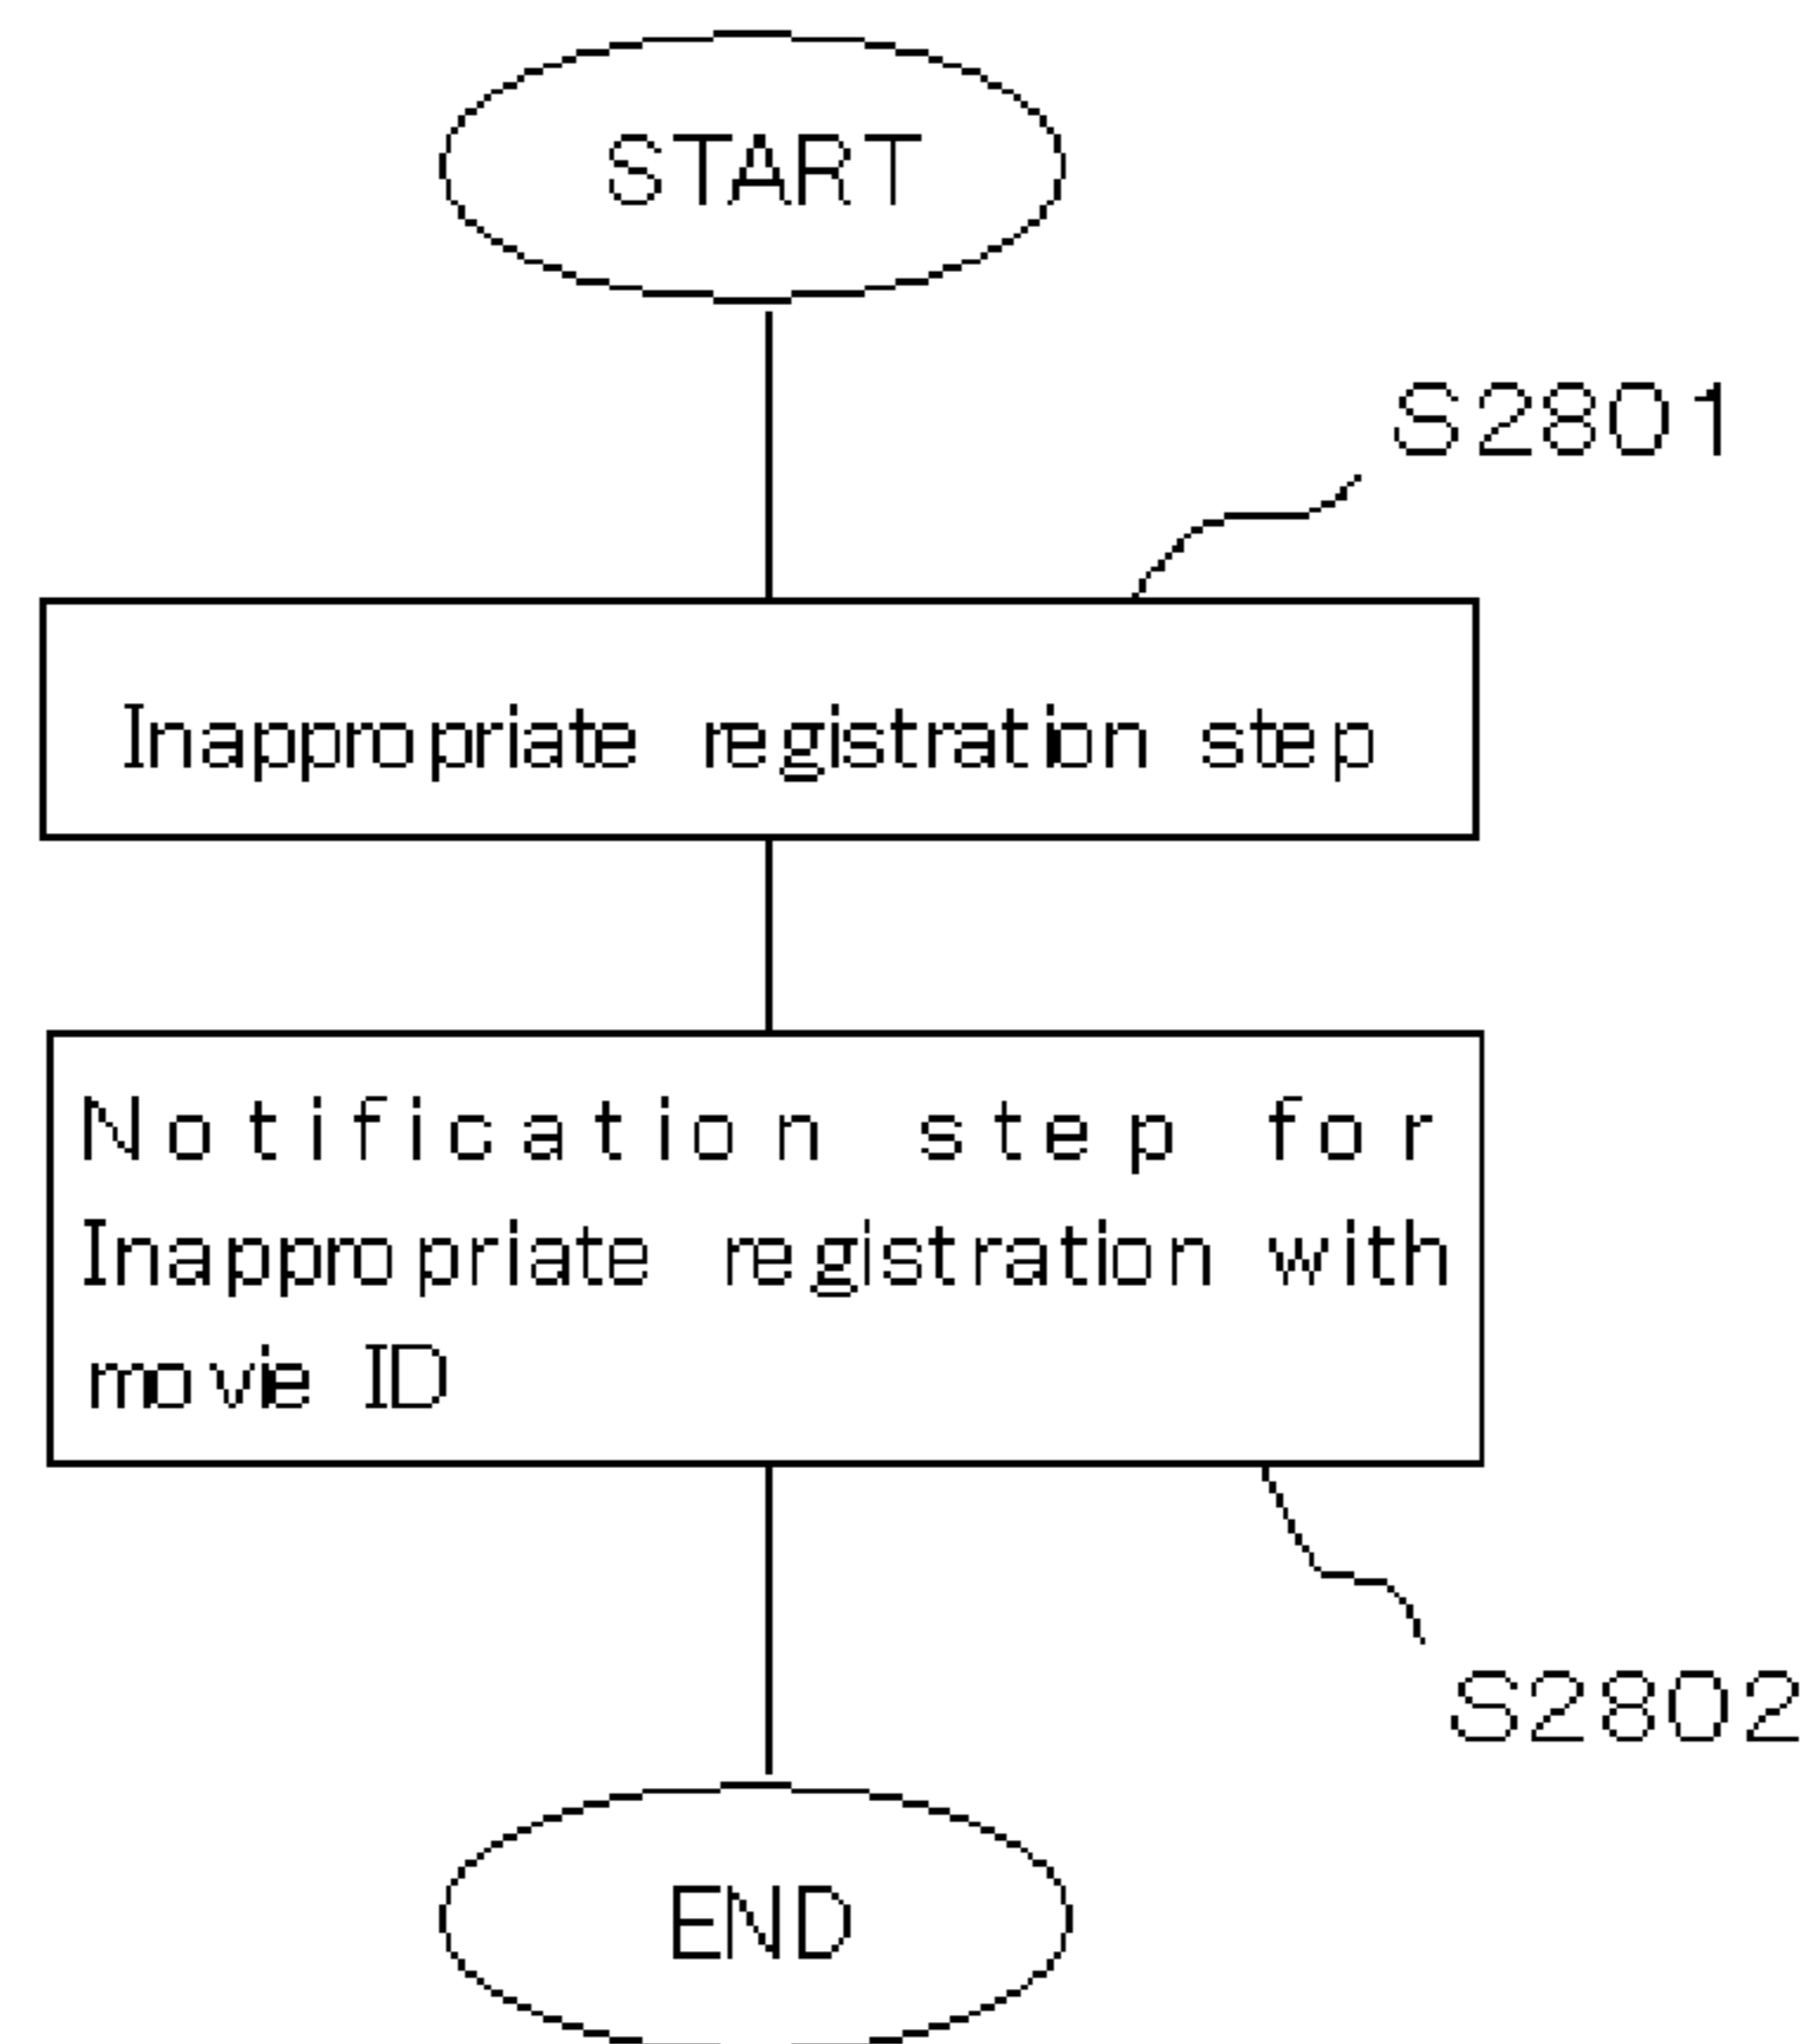 START
S2801
Inappropriate registration step
Notification step for
Inappropriate registration with
movie ID
S2802
END